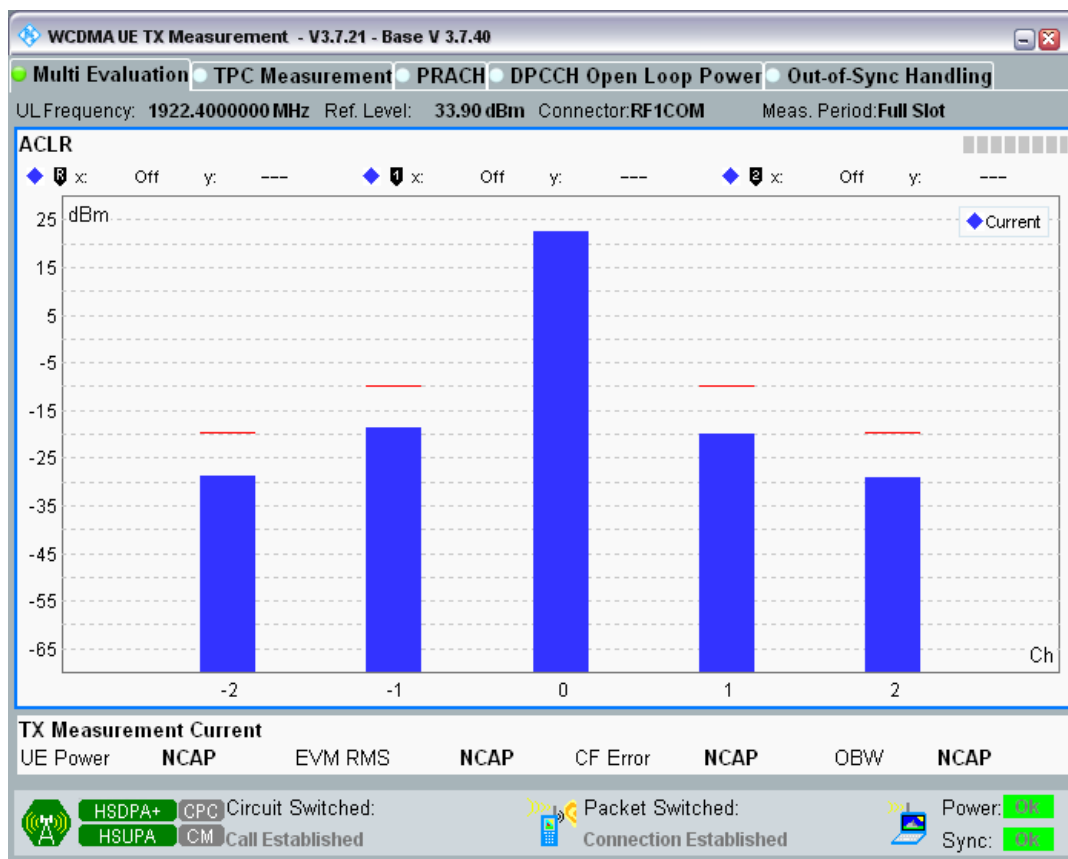 WCDMA UE TX Measurement - V3.7.21 - Base V 3.7.40
Multi Evaluation TPC Measurement PRACH DPCCH Open Loop Power Out-of-Sync Handling
UL Frequency: 1922.4000000 MHz Ref. Level: 33.90 dBm Connector:RF1COM Meas. Period:Full Slot
ACLR
R x: Off y: --- 1 x: Off y: --- 2 x: Off y: ---
dBm
Current
25
15
5
-5
-15
-25
-35
-45
-55
-65
Ch
-2 -1 0 1 2
TX Measurement Current
UE Power NCAP EVM RMS NCAP CF Error NCAP OBW NCAP
HSDPA+ CPC Circuit Switched: Packet Switched: Power: Ok
HSUPA CM Call Established Connection Established Sync: Ok